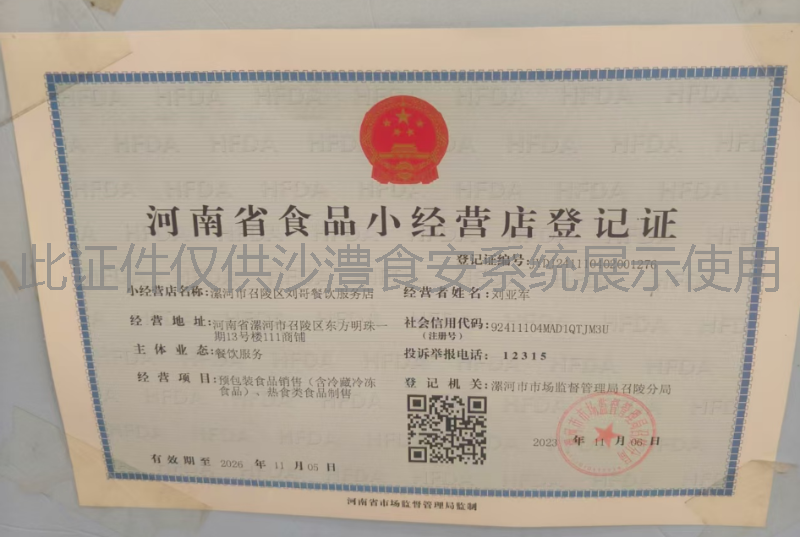 河南省食品小经营店登记证
此证件仅供沙澧食安系统展示使用
登记证编号:
小经营店名称:漯河市召陵区刘哥餐饮服务店
经营者姓名:刘亚军
经营地址:河南省漯河市召陵区东方明珠一
期13号楼111商铺
社会信用代码:92411104MAD1QTJM3U
(注册号)
主体业态:餐饮服务
投诉举报电话:12315
经营项目:预包装食品销售(含冷藏冷冻
食品)、热食类食品制售
登记机关:漯河市市场监督管理局召陵分局
2023 年 11 月 06 日
有效期至 2026 年 11 月 05 日
河南省市场监督管理局监制